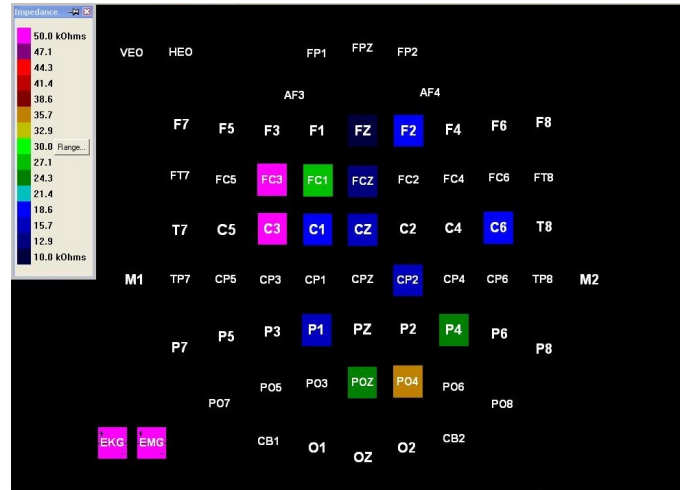 Impedance
50.0 kOhms
47.1
44.3
41.4
38.6
35.7
32.9
30.0 Range...
27.1
24.3
21.4
18.6
15.7
12.9
10.0 kOhms
VEO HEO FP1 FPZ FP2
AF3 AF4
F7 F5 F3 F1 FZ F2 F4 F6 F8
FT7 FC5 FC3 FC1 FCZ FC2 FC4 FC6 FT8
T7 C5 C3 C1 CZ C2 C4 C6 T8
M1 TP7 CP5 CP3 CP1 CPZ CP2 CP4 CP6 TP8 M2
P7 P5 P3 P1 PZ P2 P4 P6 P8
PO7 PO5 PO3 POZ PO4 PO6 PO8
CB1 O1 OZ O2 CB2
EKG EMG